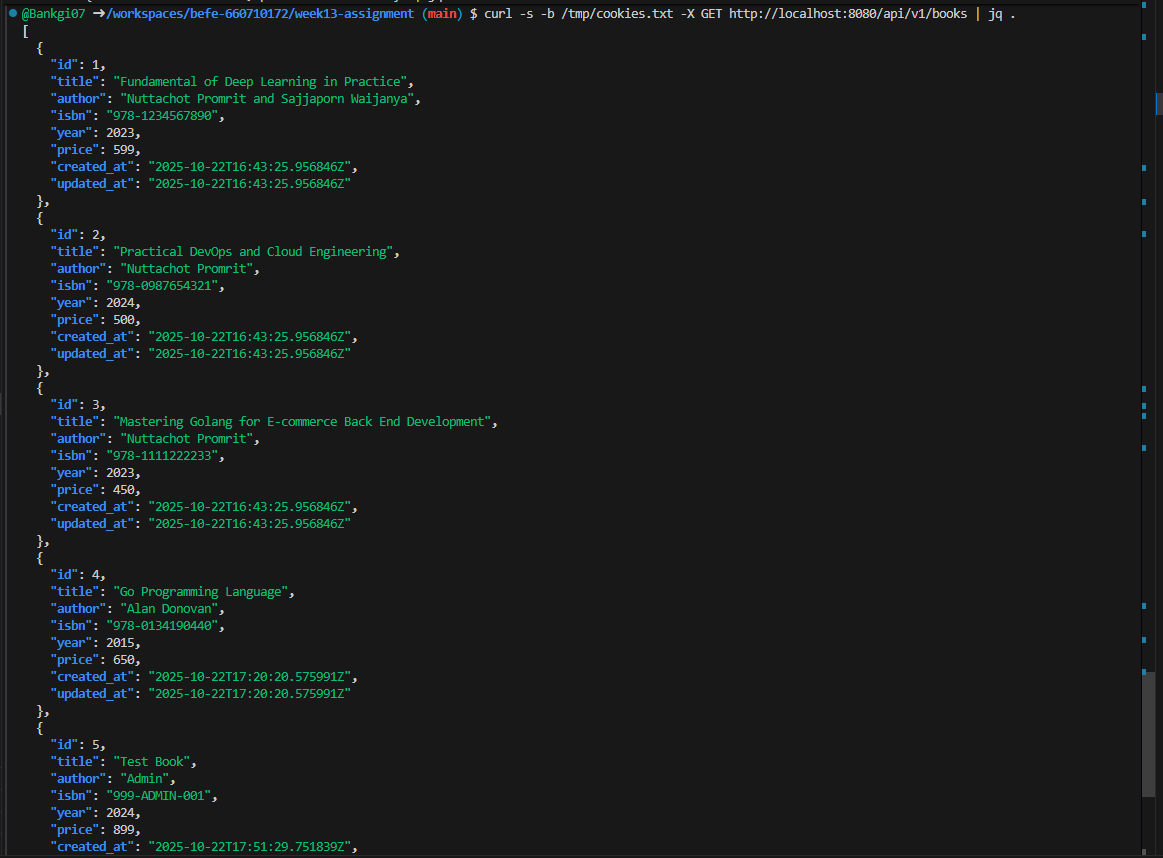 @Bankgi07 ➜/workspaces/befe-660710172/week13-assignment (main) $ curl -s -b /tmp/cookies.txt -X GET http://localhost:8080/api/v1/books | jq .
[
  {
    "id": 1,
    "title": "Fundamental of Deep Learning in Practice",
    "author": "Nuttachot Promrit and Sajjaporn Waijanya",
    "isbn": "978-1234567890",
    "year": 2023,
    "price": 599,
    "created_at": "2025-10-22T16:43:25.956846Z",
    "updated_at": "2025-10-22T16:43:25.956846Z"
  },
  {
    "id": 2,
    "title": "Practical DevOps and Cloud Engineering",
    "author": "Nuttachot Promrit",
    "isbn": "978-0987654321",
    "year": 2024,
    "price": 500,
    "created_at": "2025-10-22T16:43:25.956846Z",
    "updated_at": "2025-10-22T16:43:25.956846Z"
  },
  {
    "id": 3,
    "title": "Mastering Golang for E-commerce Back End Development",
    "author": "Nuttachot Promrit",
    "isbn": "978-1111222233",
    "year": 2023,
    "price": 450,
    "created_at": "2025-10-22T16:43:25.956846Z",
    "updated_at": "2025-10-22T16:43:25.956846Z"
  },
  {
    "id": 4,
    "title": "Go Programming Language",
    "author": "Alan Donovan",
    "isbn": "978-0134190440",
    "year": 2015,
    "price": 650,
    "created_at": "2025-10-22T17:20:20.575991Z",
    "updated_at": "2025-10-22T17:20:20.575991Z"
  },
  {
    "id": 5,
    "title": "Test Book",
    "author": "Admin",
    "isbn": "999-ADMIN-001",
    "year": 2024,
    "price": 899,
    "created_at": "2025-10-22T17:51:29.751839Z",